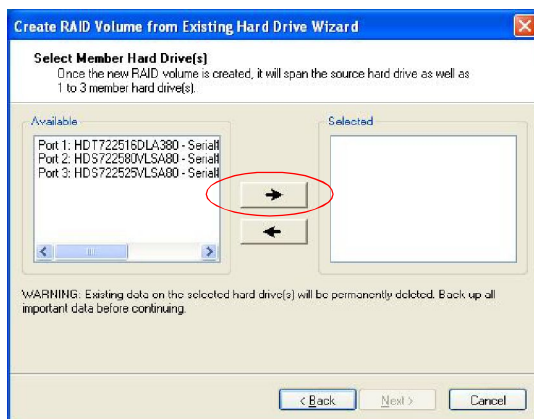 Create RAID Volume from Existing Hard Drive Wizard
Select Member Hard Drive(s)
Once the new RAID volume is created, it will span the source hard drive as well as
1 to 3 member hard drive(s).
Available
Selected
Port 1: HDT722516DLA380 - Serial#
Port 2: HDS722580VLSA80 - Serial#
Port 3: HDS722525VLSA80 - Serial#
WARNING: Existing data on the selected hard drive(s) will be permanently deleted. Back up all
important data before continuing.
< Back
Next >
Cancel